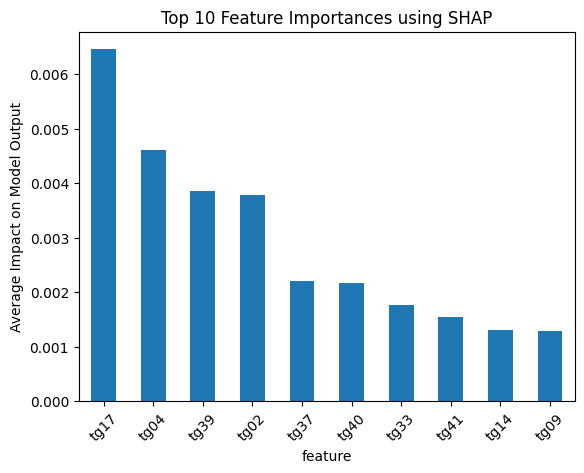 Top 10 Feature Importances using SHAP
Average Impact on Model Output
0.006
0.005
0.004
0.003
0.002
0.001
0.000
tg17 tg04 tg39 tg02 tg37 tg40 tg33 tg41 tg14 tg09
feature